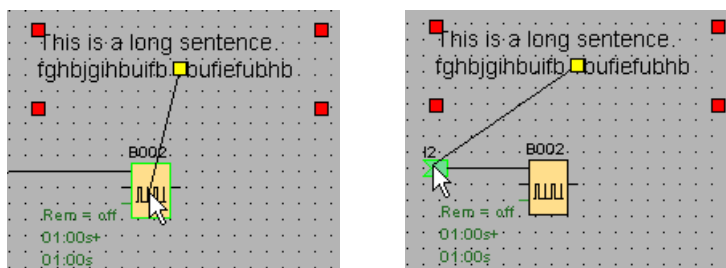 This is a long sentence.
fghbjgihbuifb bufiefubhb
B002
Rem = off
01:00s+
01:00s
This is a long sentence.
fghbjgihbuifb bufiefubhb
I2
B002
Rem = off
01:00s+
01:00s